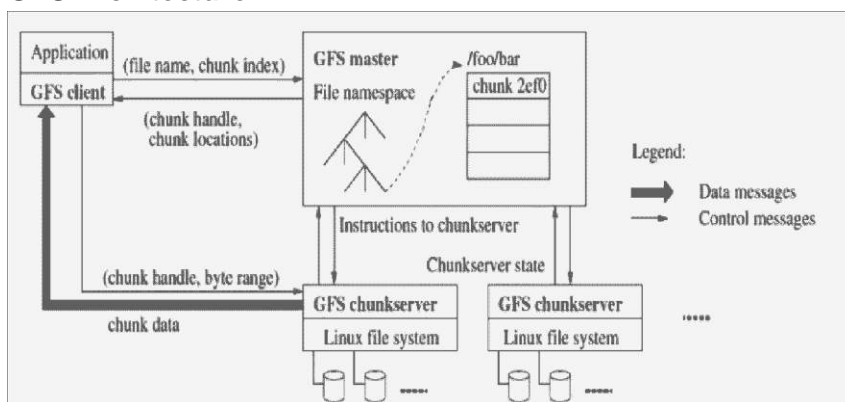 Application
GFS client
(file name, chunk index)
(chunk handle,
chunk locations)
GFS master
File namespace
/foo/bar
chunk 2ef0
Legend:
Data messages
Control messages
Instructions to chunkserver
Chunkserver state
(chunk handle, byte range)
chunk data
GFS chunkserver
Linux file system
GFS chunkserver
Linux file system